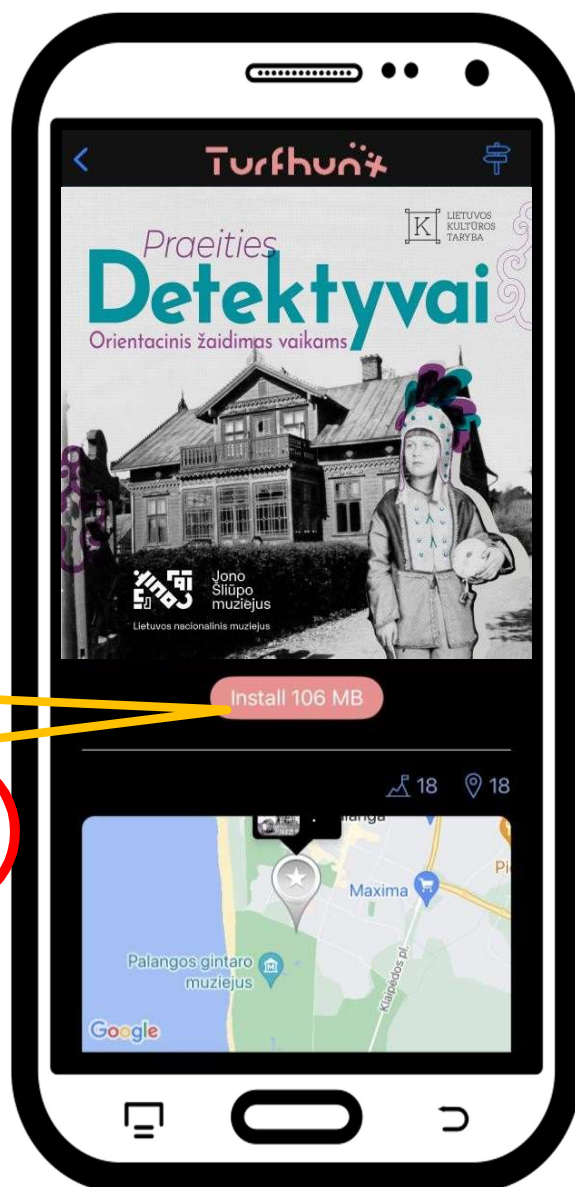 Turfhunt
LIETUVOS
KULTŪROS
TARYBA
K
Praeities
Detektyvai
Orientacinis žaidimas vaikams
Jono
Šliūpo
muziejus
Lietuvos nacionalinis muziejus
Install 106 MB
18 18
Maxima
Palangos gintaro
muziejus
Klaipėdos pl.
Google